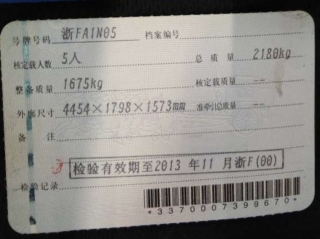 号牌号码 浙FA1N05 档案编号
核定载人数 5人 总质量 2180kg
整备质量 1675kg 核定载质量 --
外廓尺寸 4454×1798×1573mm 准牵引总质量 --
备注 --
检验有效期至2013年11月浙F(00)
检验记录
*3370007399670*